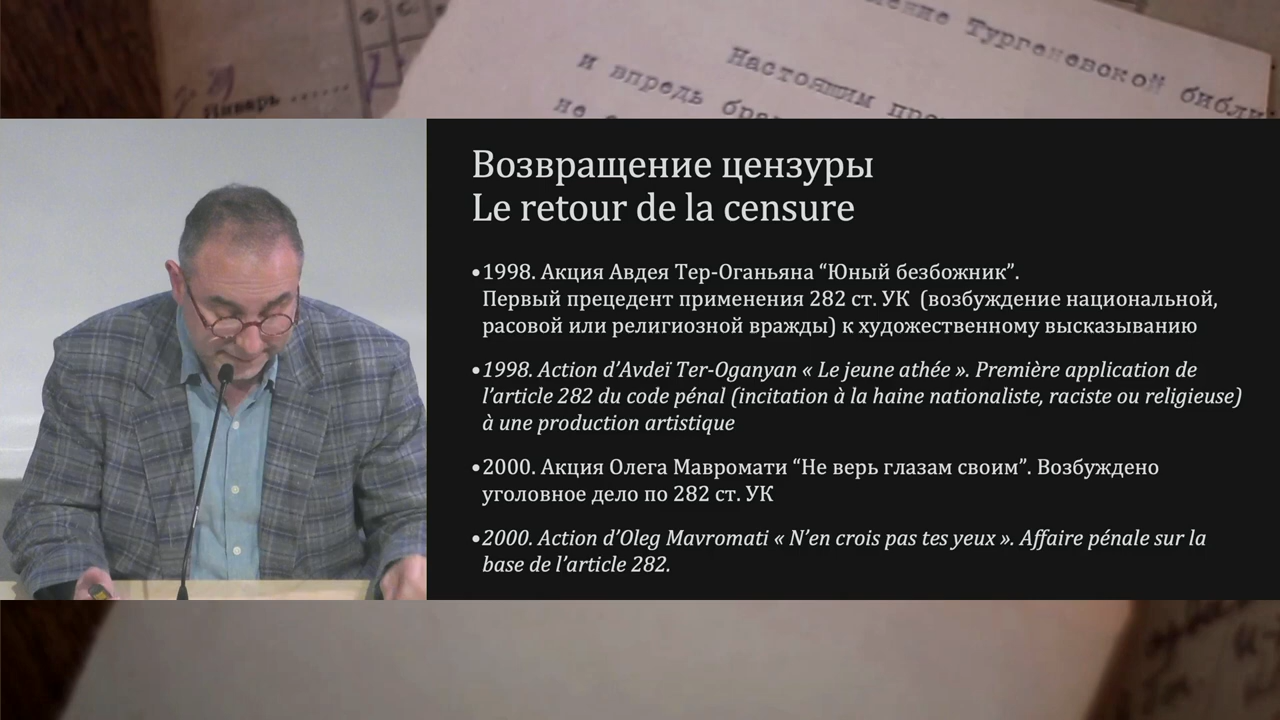 Тургеневской
Настоящим
и впредь
не
Январь ......
Возвращение цензуры
Le retour de la censure
•1998. Акция Авдея Тер-Оганьяна “Юный безбожник”.
Первый прецедент применения 282 ст. УК (возбуждение национальной,
расовой или религиозной вражды) к художественному высказыванию
•1998. Action d’Avdeï Ter-Oganyan « Le jeune athée ». Première application de
l’article 282 du code pénal (incitation à la haine nationaliste, raciste ou religieuse)
à une production artistique
•2000. Акция Олега Мавромати “Не верь глазам своим”. Возбуждено
уголовное дело по 282 ст. УК
•2000. Action d’Oleg Mavromati « N’en crois pas tes yeux ». Affaire pénale sur la
base de l’article 282.